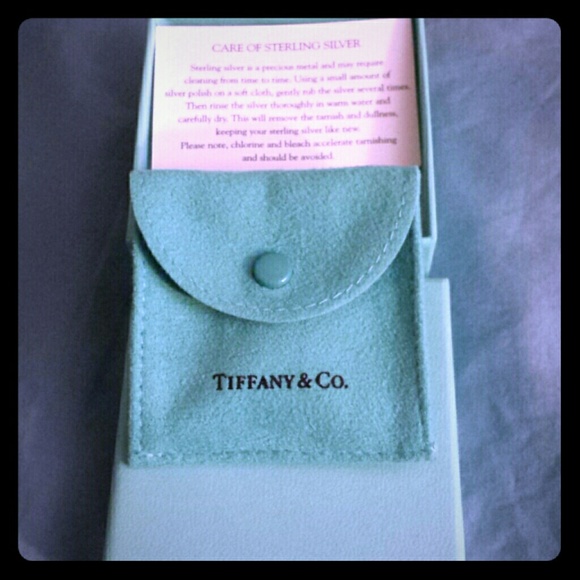 CARE OF STERLING SILVER
Sterling silver is a precious metal and may require
cleaning from time to time. Using a small amount of
silver polish on a soft cloth, gently rub the silver several times.
Then rinse the silver thoroughly in warm water and
carefully dry. This will remove the tarnish and dullness,
keeping your sterling silver like new.
Please note, chlorine and bleach accelerate tarnishing
and should be avoided.
TIFFANY & CO.